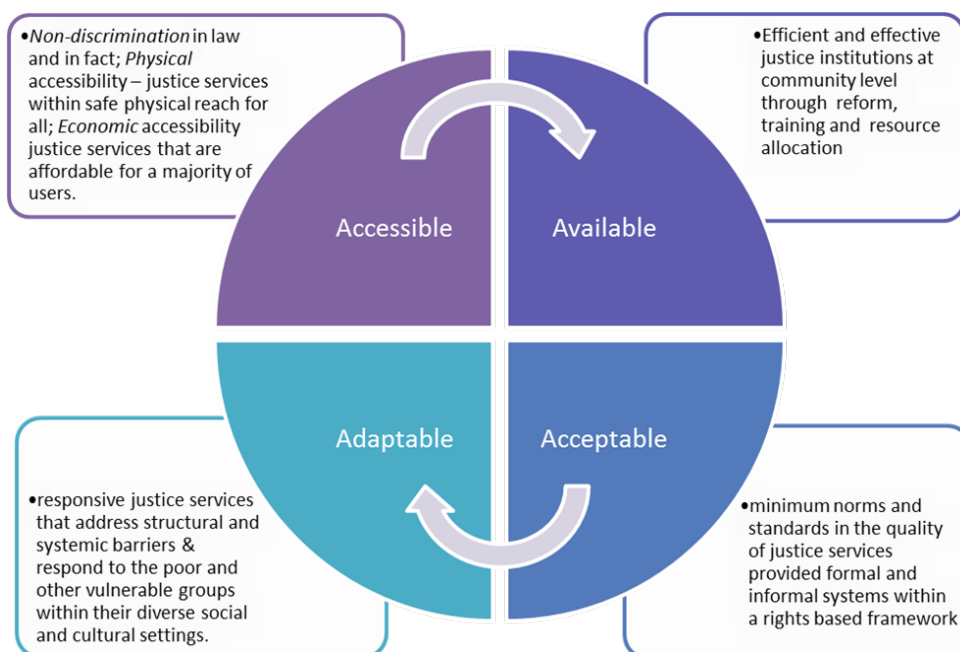 •Non-discrimination in law
and in fact; Physical
accessibility – justice services
within safe physical reach for
all; Economic accessibility
justice services that are
affordable for a majority of
users.
•Efficient and effective
justice institutions at
community level
through reform,
training and resource
allocation
Accessible
Available
Adaptable
Acceptable
•responsive justice services
that address structural and
systemic barriers &
respond to the poor and
other vulnerable groups
within their diverse social
and cultural settings.
•minimum norms and
standards in the quality
of justice services
provided formal and
informal systems within
a rights based framework